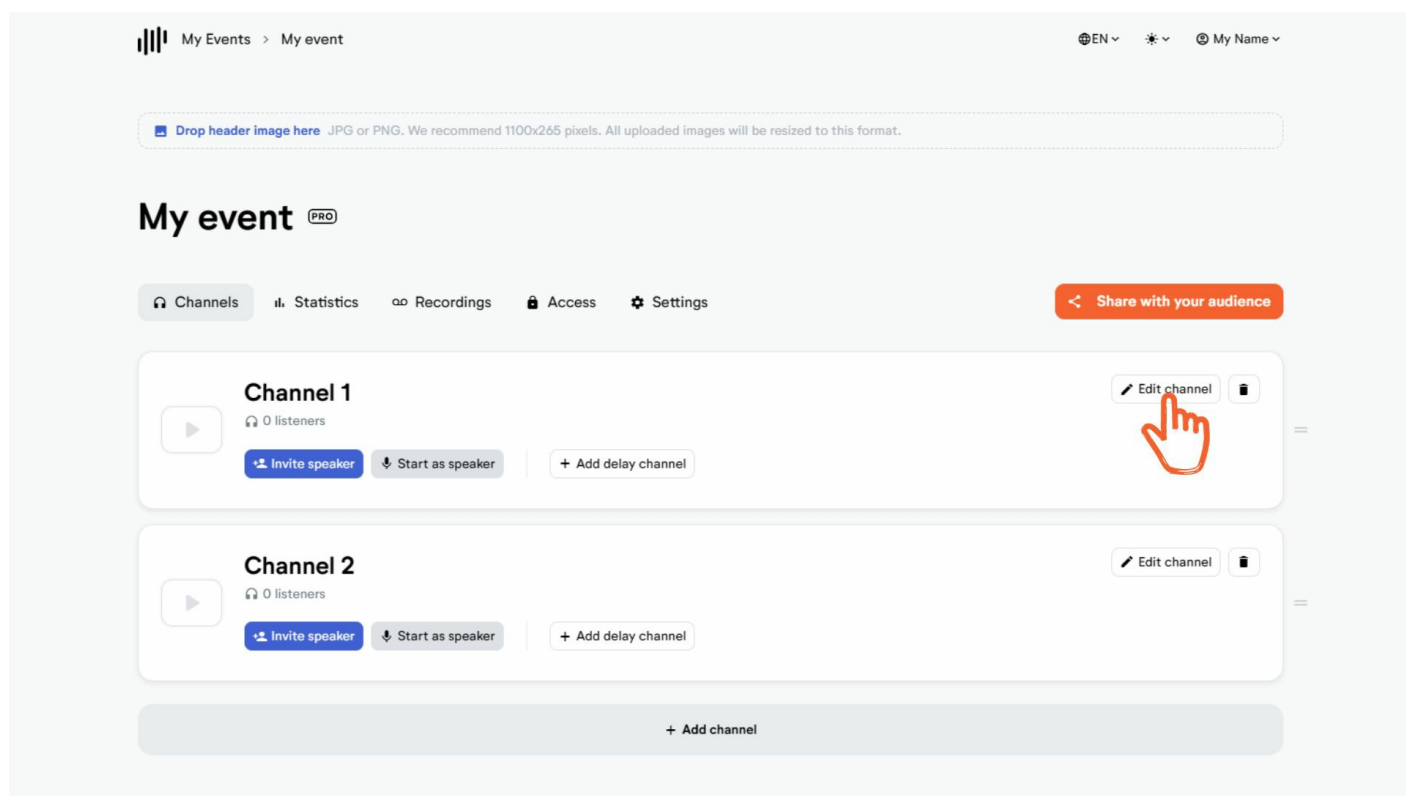 My Events > My event
EN
My Name
Drop header image here JPG or PNG. We recommend 1100x265 pixels. All uploaded images will be resized to this format.
My event PRO
Channels Statistics Recordings Access Settings Share with your audience
Channel 1 Edit channel
0 listeners
Invite speaker Start as speaker + Add delay channel
Channel 2 Edit channel
0 listeners
Invite speaker Start as speaker + Add delay channel
+ Add channel